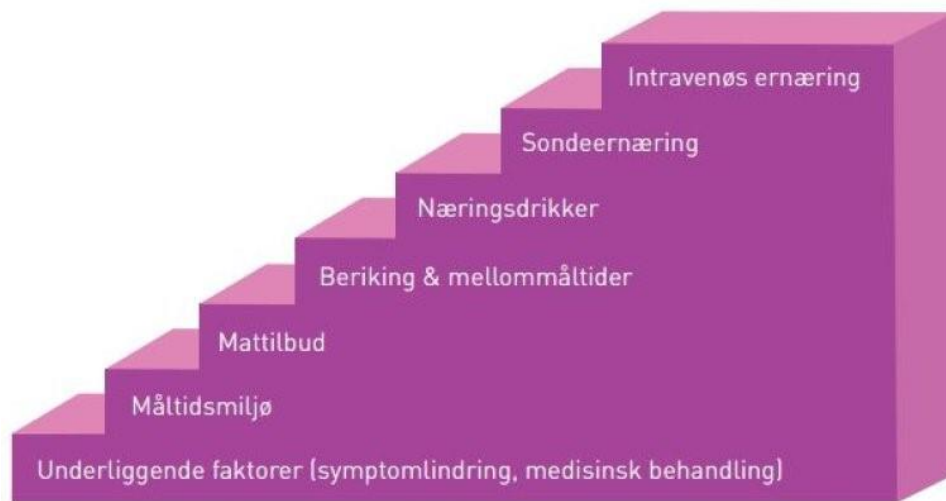 Intravenøs ernæring
Sondeernæring
Næringsdrikker
Beriking & mellommåltider
Mattilbud
Måltidsmiljø
Underliggende faktorer (symptomlindring, medisinsk behandling)